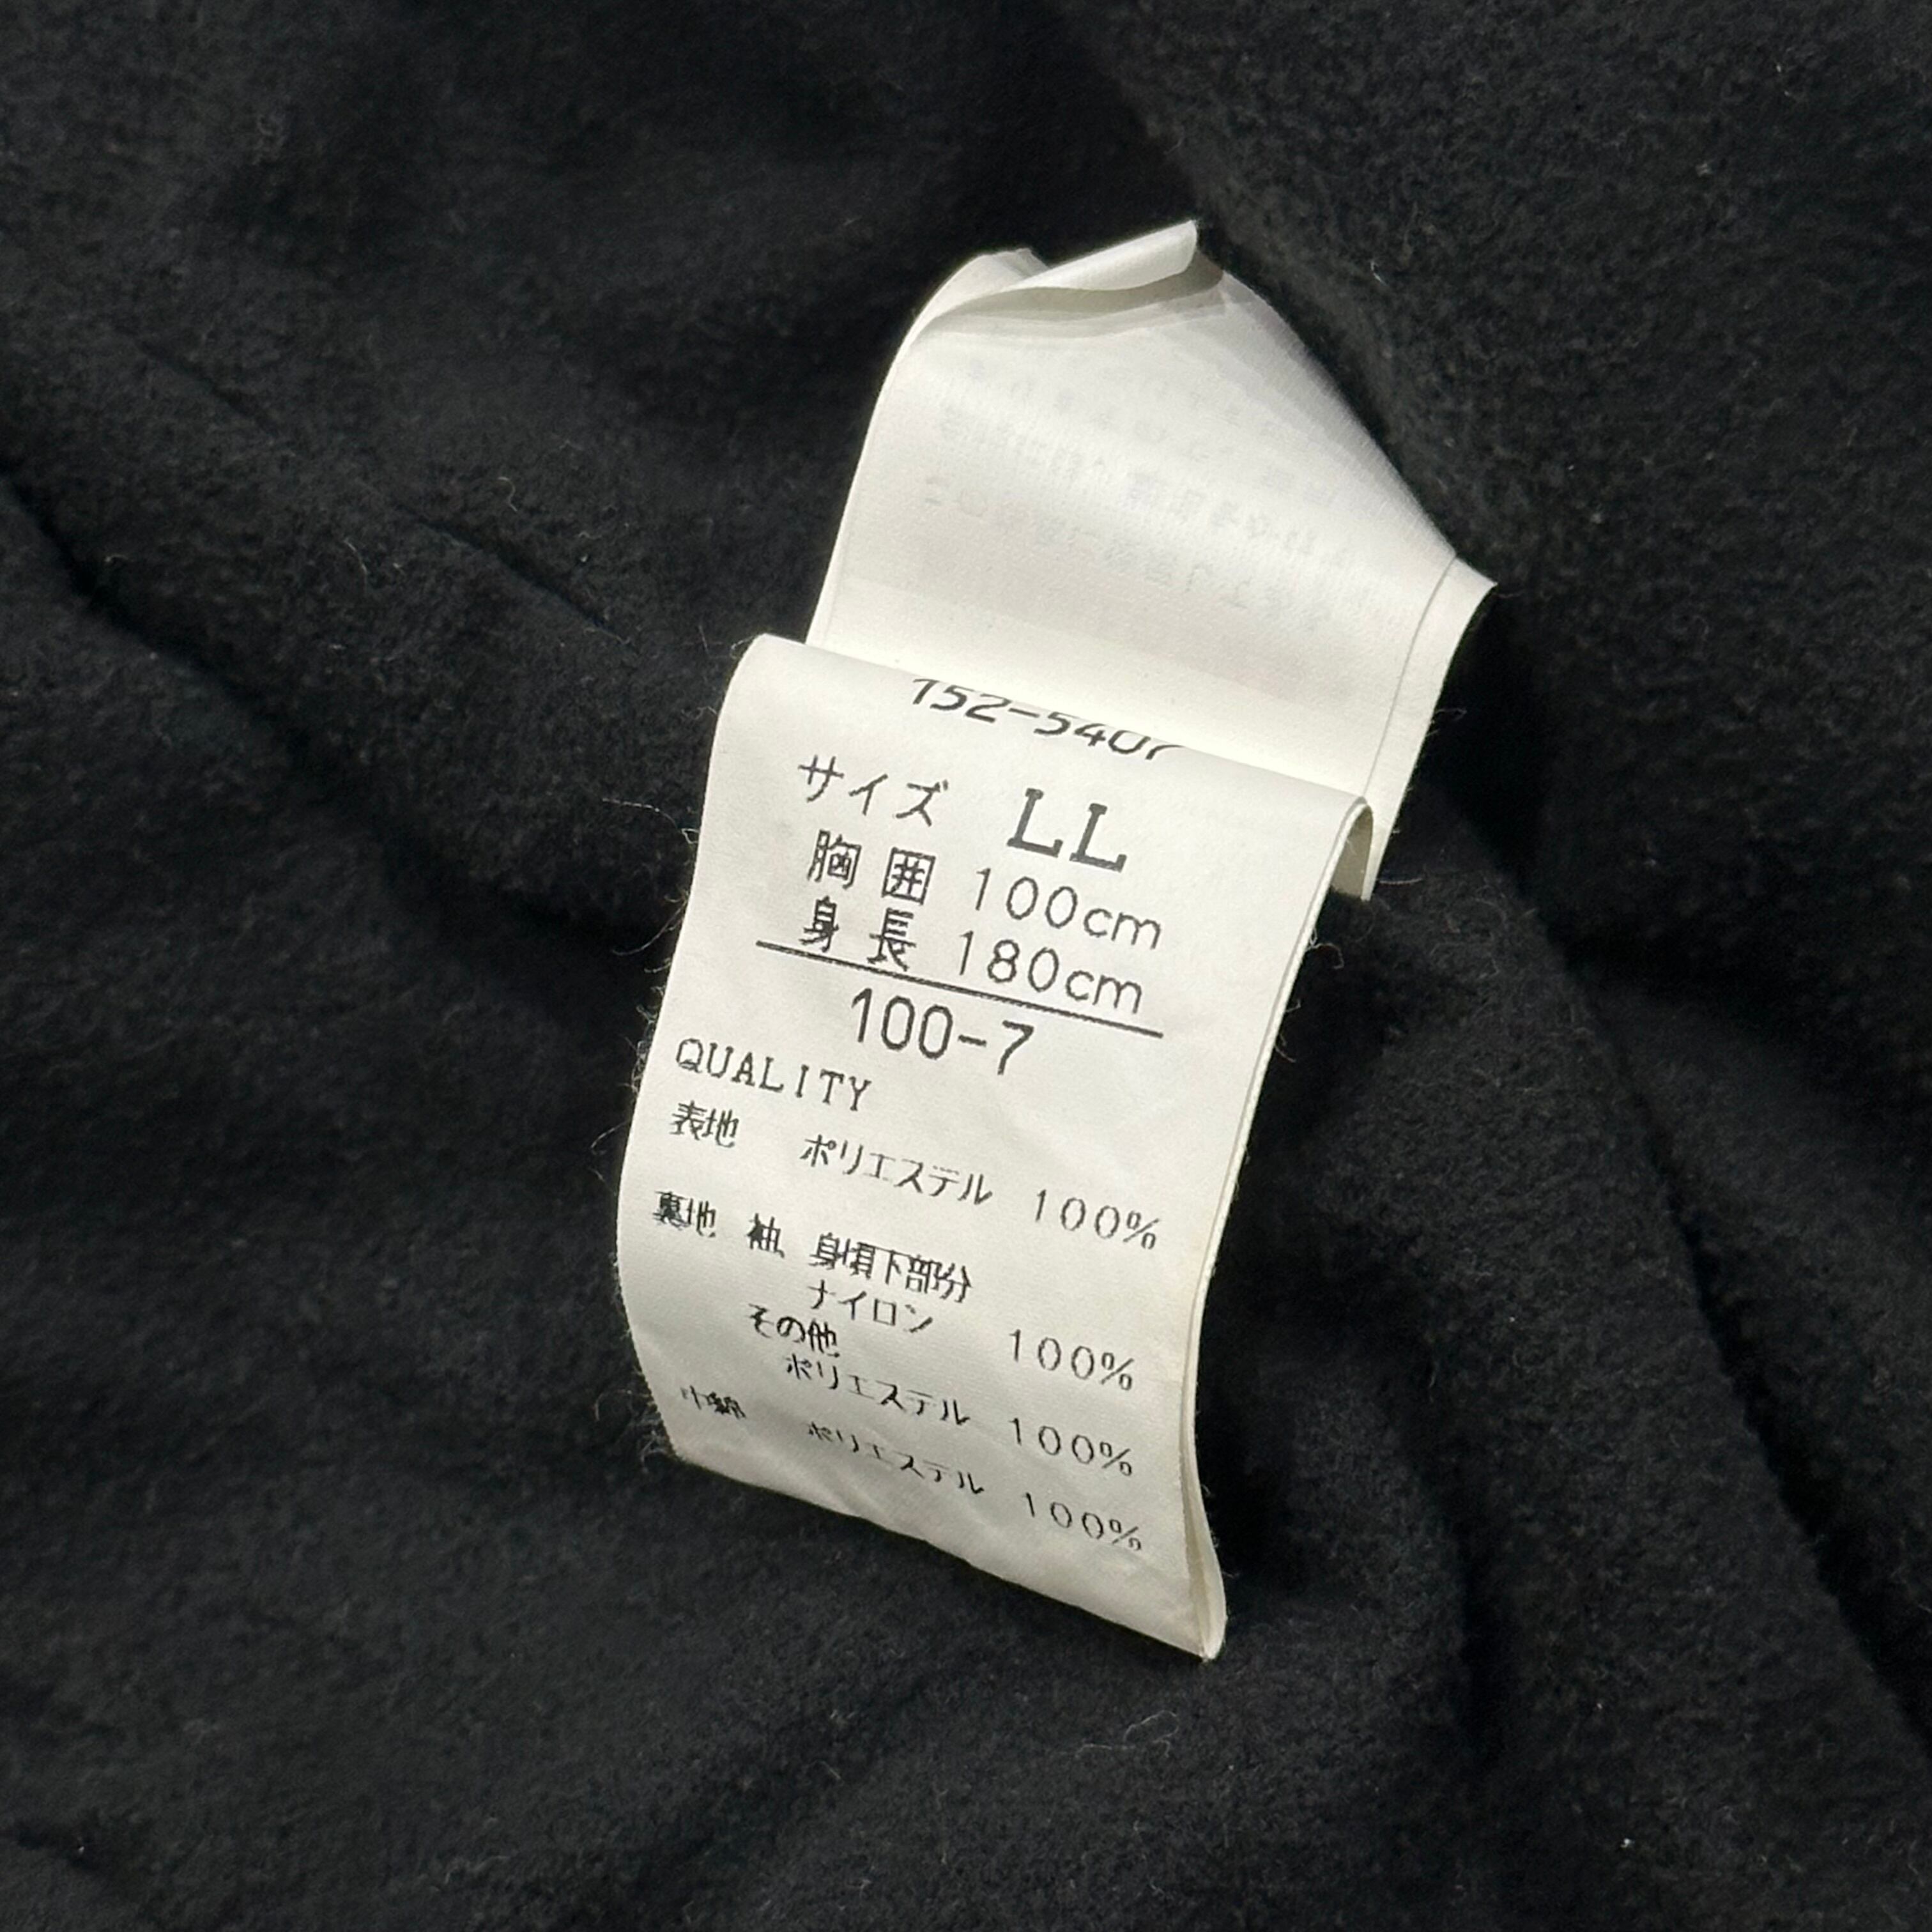 152-5407
サイズ LL
胸囲 100cm
身長 180cm
100-7
QUALITY
表地 ポリエステル 100%
裏地 袖、身頃下部分
ナイロン 100%
その他
ポリエステル 100%
中綿 ポリエステル 100%